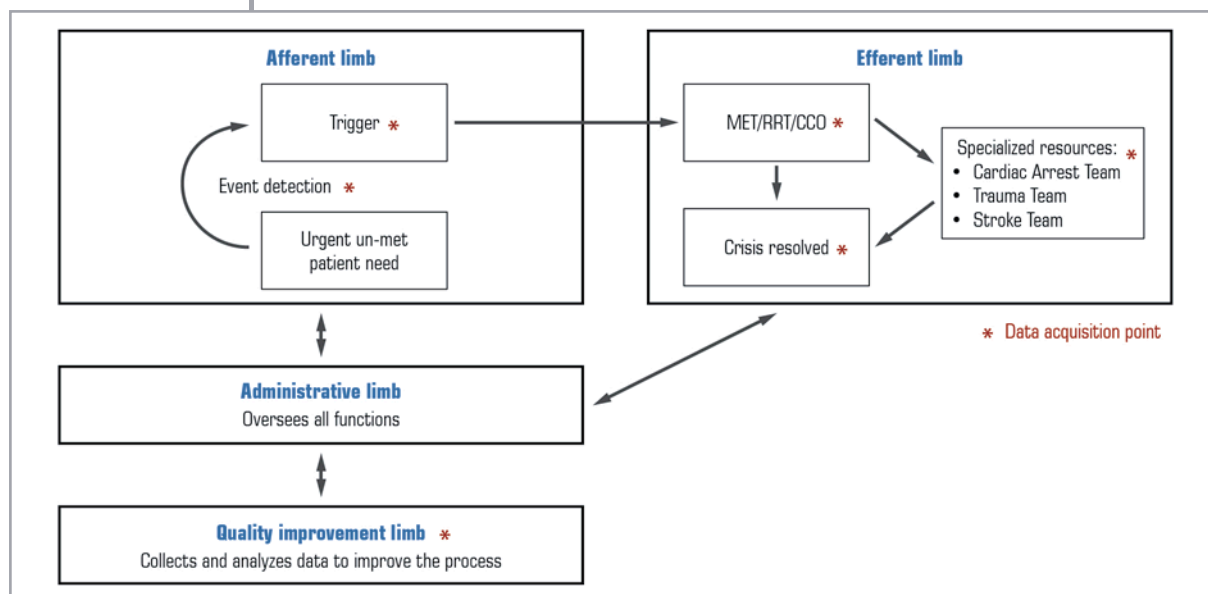 Afferent limb
Trigger *
Event detection *
Urgent un-met
patient need
Efferent limb
MET/RRT/CCO *
Specialized resources: *
• Cardiac Arrest Team
• Trauma Team
• Stroke Team
Crisis resolved *
* Data acquisition point
Administrative limb
Oversees all functions
Quality improvement limb *
Collects and analyzes data to improve the process